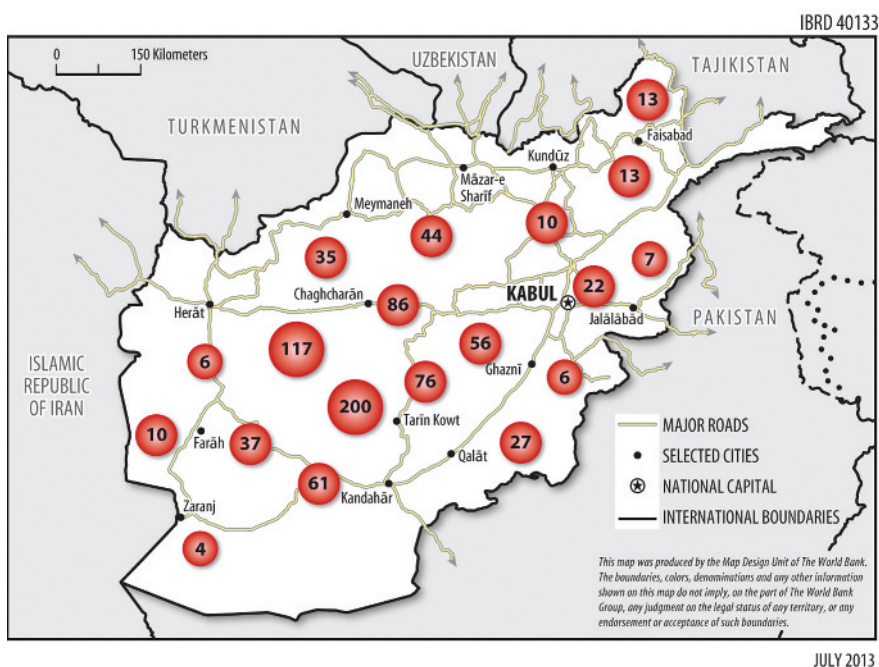 IBRD 40133
0 150 Kilometers
UZBEKISTAN
TAJIKISTAN
TURKMENISTAN
13
Faisabad
Kundūz
Māzar-e
Sharīf
13
Meymaneh
10
44
35
7
Chaghcharān
86
KABUL
22
Herāt
Jalālābād
PAKISTAN
117
56
6
Ghaznī
ISLAMIC
REPUBLIC
OF IRAN
76
6
200
Tarīn Kowt
10
Farāh
37
27
Qalāt
61
Kandahār
Zaranj
4
MAJOR ROADS
SELECTED CITIES
NATIONAL CAPITAL
INTERNATIONAL BOUNDARIES
This map was produced by the Map Design Unit of The World Bank.
The boundaries, colors, denominations and any other information
shown on this map do not imply, on the part of The World Bank
Group, any judgment on the legal status of any territory, or any
endorsement or acceptance of such boundaries.
JULY 2013